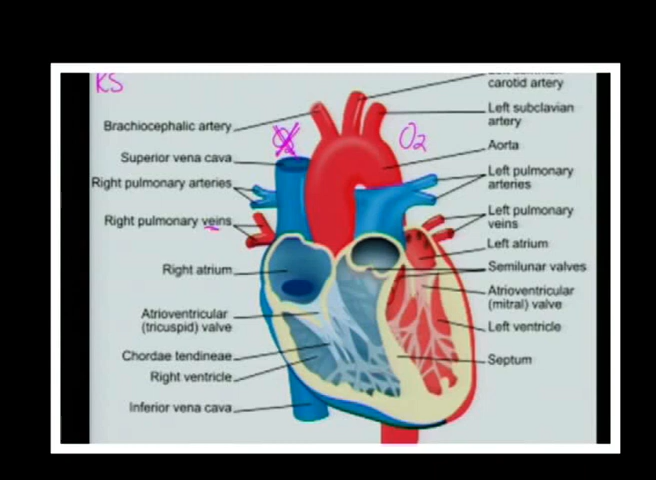 RS
carotid artery
Brachiocephalic artery
O₂
Left subclavian
artery
Superior vena cava
Aorta
Right pulmonary arteries
Left pulmonary
arteries
Right pulmonary veins
Left pulmonary
veins
Left atrium
Right atrium
Semilunar valves
Atrioventricular
(mitral) valve
Atrioventricular
(tricuspid) valve
Left ventricle
Chordae tendineae
Septum
Right ventricle
Inferior vena cava